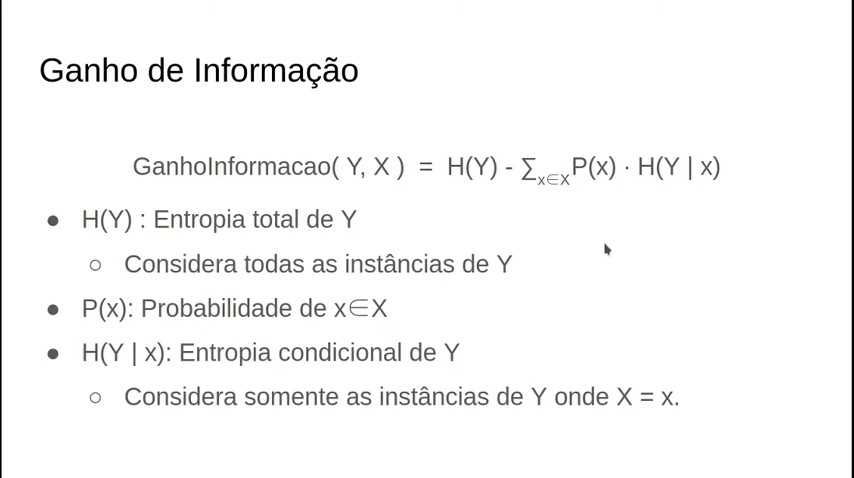 Ganho de Informação
GanhoInformacao( Y, X ) = H(Y) - ∑x∈XP(x) · H(Y | x)
● H(Y) : Entropia total de Y
○ Considera todas as instâncias de Y
● P(x): Probabilidade de x∈X
● H(Y | x): Entropia condicional de Y
○ Considera somente as instâncias de Y onde X = x.